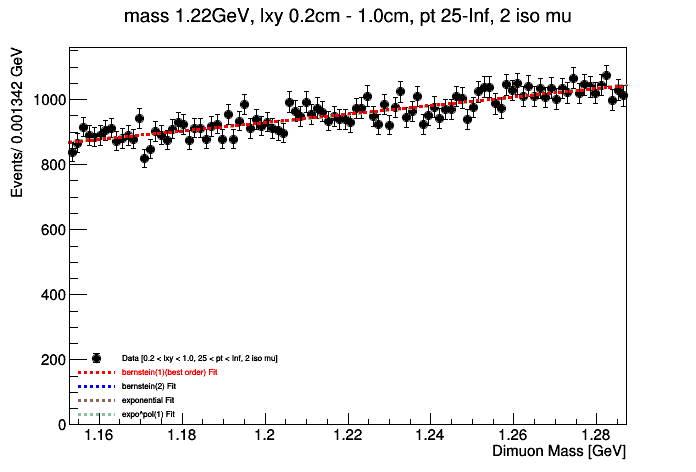 mass 1.22GeV, lxy 0.2cm - 1.0cm, pt 25-Inf, 2 iso mu
Events/ 0.001342 GeV
1000
800
600
400
200
0
Data [0.2 < lxy < 1.0, 25 < pt < Inf, 2 iso mu]
bernstein(1)(best order) Fit
bernstein(2) Fit
exponential Fit
expo*pol(1) Fit
1.16 1.18 1.2 1.22 1.24 1.26 1.28
Dimuon Mass [GeV]